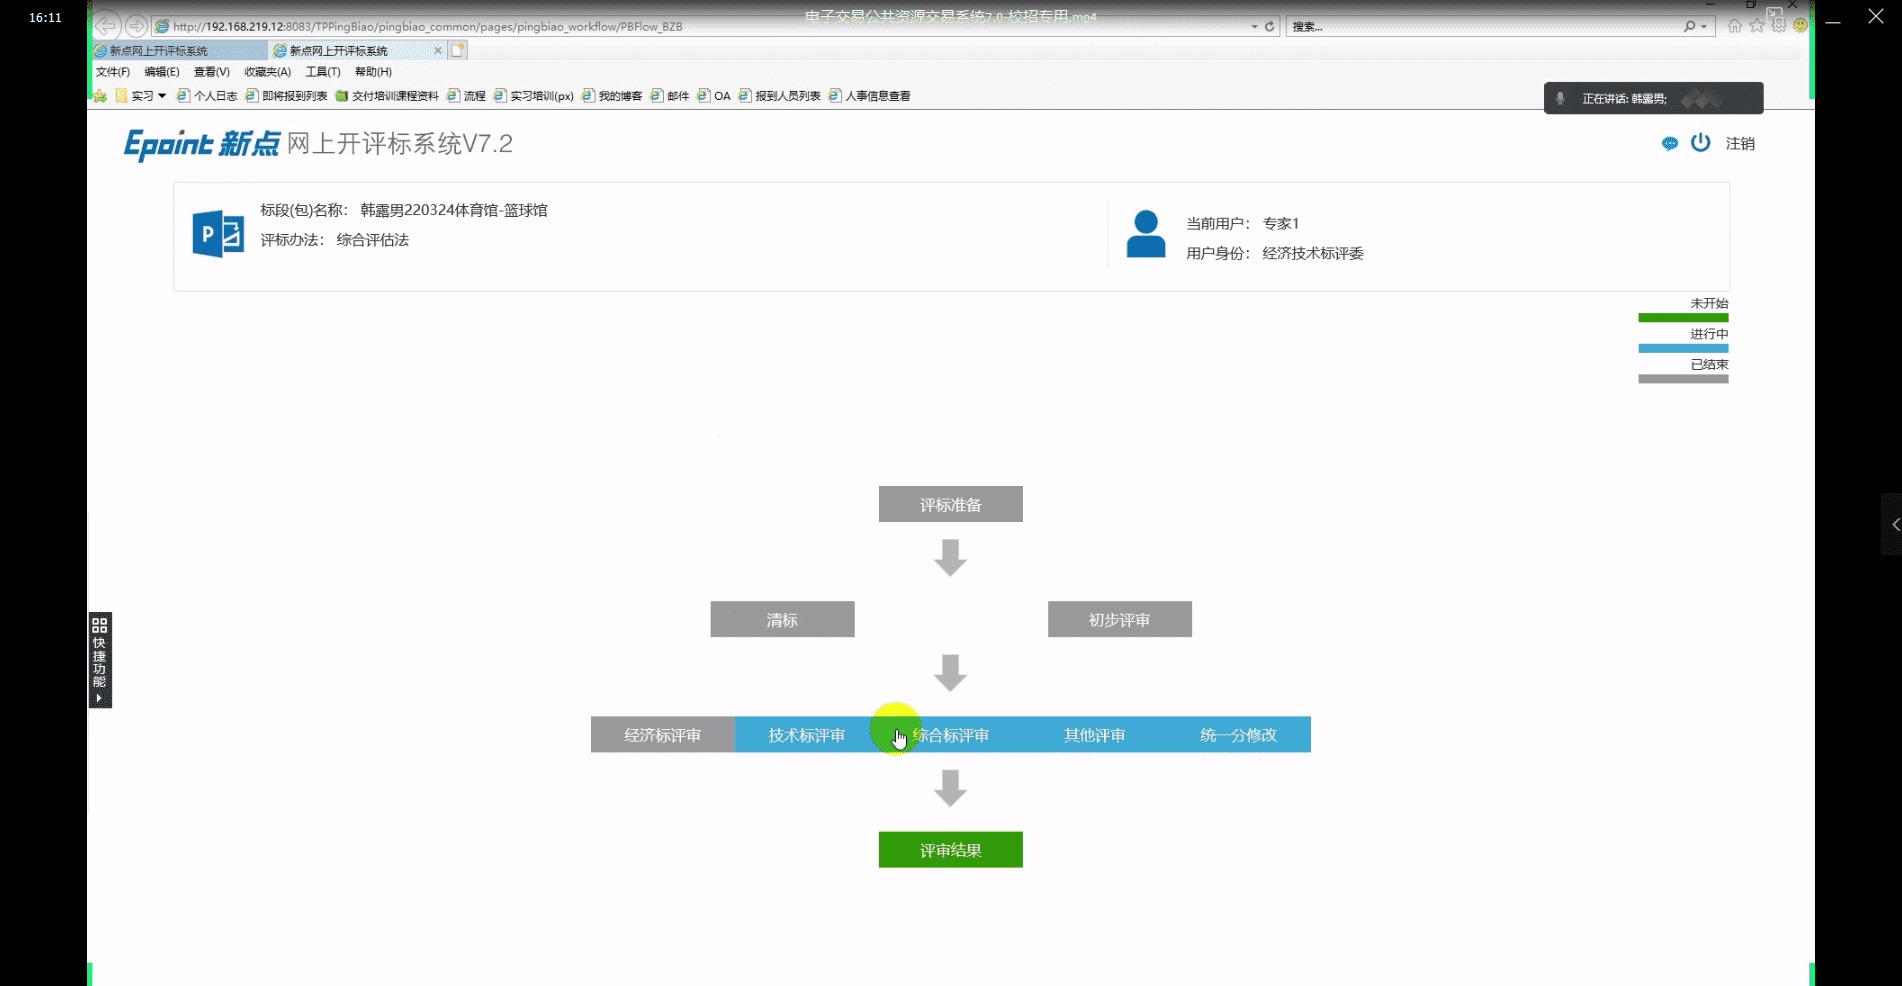 16:11
电子交易公共资源交易系统7.0-校招专用.mp4
http://192.168.219.12:8083/TPPingBiao/pingbiao_common/pages/pingbiao_workflow/PBFlow_BZB
搜索...
新点网上开评标系统
新点网上开评标系统
文件(F) 编辑(E) 查看(V) 收藏夹(A) 工具(T) 帮助(H)
实习 个人日志 即将报到列表 交付培训课程资料 流程 实习培训(px) 我的博客 邮件 OA 报到人员列表 人事信息查看
正在讲话: 韩露男;
Epoint 新点 网上开评标系统V7.2
注销
标段(包)名称: 韩露男220324体育馆-篮球馆
评标办法: 综合评估法
当前用户: 专家1
用户身份: 经济技术标评委
未开始
进行中
已结束
评标准备
清标
初步评审
快捷功能
经济标评审
技术标评审
综合标评审
其他评审
统一分修改
评审结果